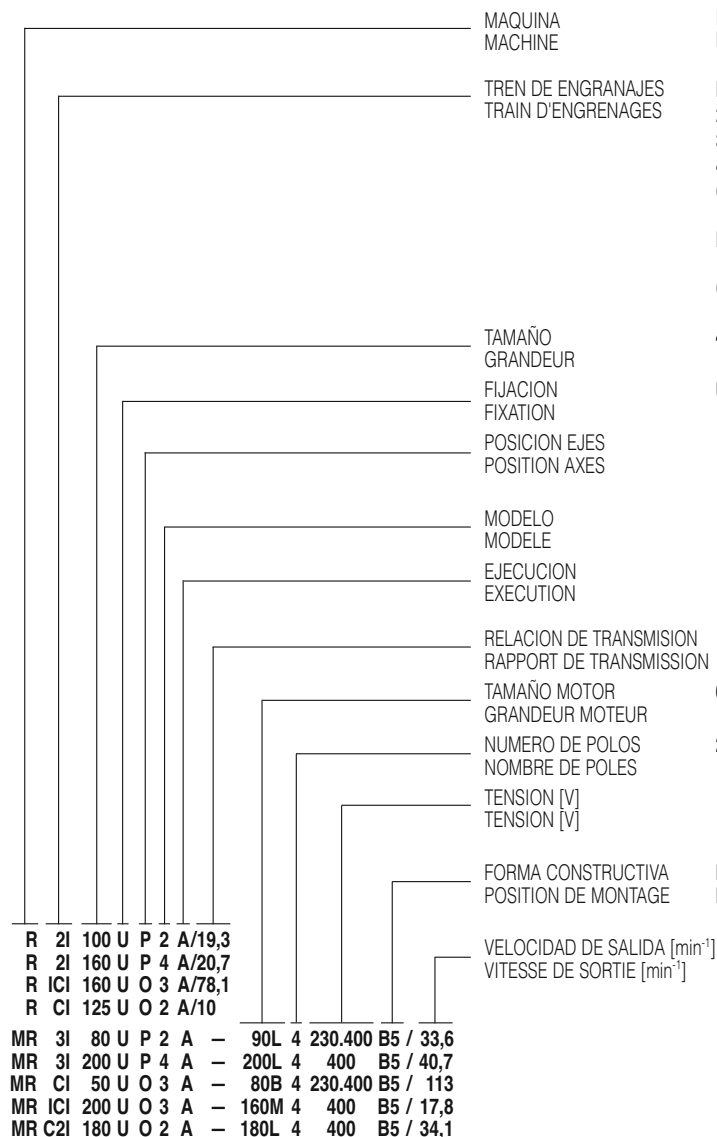 MAQUINA
MACHINE
TREN DE ENGRANAJES
TRAIN D'ENGRENAGES
TAMAÑO
GRANDEUR
FIJACION
FIXATION
POSICION EJES
POSITION AXES
MODELO
MODELE
EJECUCION
EXECUTION
RELACION DE TRANSMISION
RAPPORT DE TRANSMISSION
TAMAÑO MOTOR
GRANDEUR MOTEUR
NUMERO DE POLOS
NOMBRE DE POLES
TENSION [V]
TENSION [V]
FORMA CONSTRUCTIVA
POSITION DE MONTAGE
VELOCIDAD DE SALIDA [min-1]
VITESSE DE SORTIE [min-1]
R 2I 100 U P 2 A/19,3
R 2I 160 U P 4 A/20,7
R ICI 160 U O 3 A/78,1
R CI 125 U O 2 A/10
MR 3I 80 U P 2 A – 90L 4 230.400 B5 / 33,6
MR 3I 200 U P 4 A – 200L 4 400 B5 / 40,7
MR CI 50 U O 3 A – 80B 4 230.400 B5 / 113
MR ICI 200 U O 3 A – 160M 4 400 B5 / 17,8
MR C2I 180 U O 2 A – 180L 4 400 B5 / 34,1